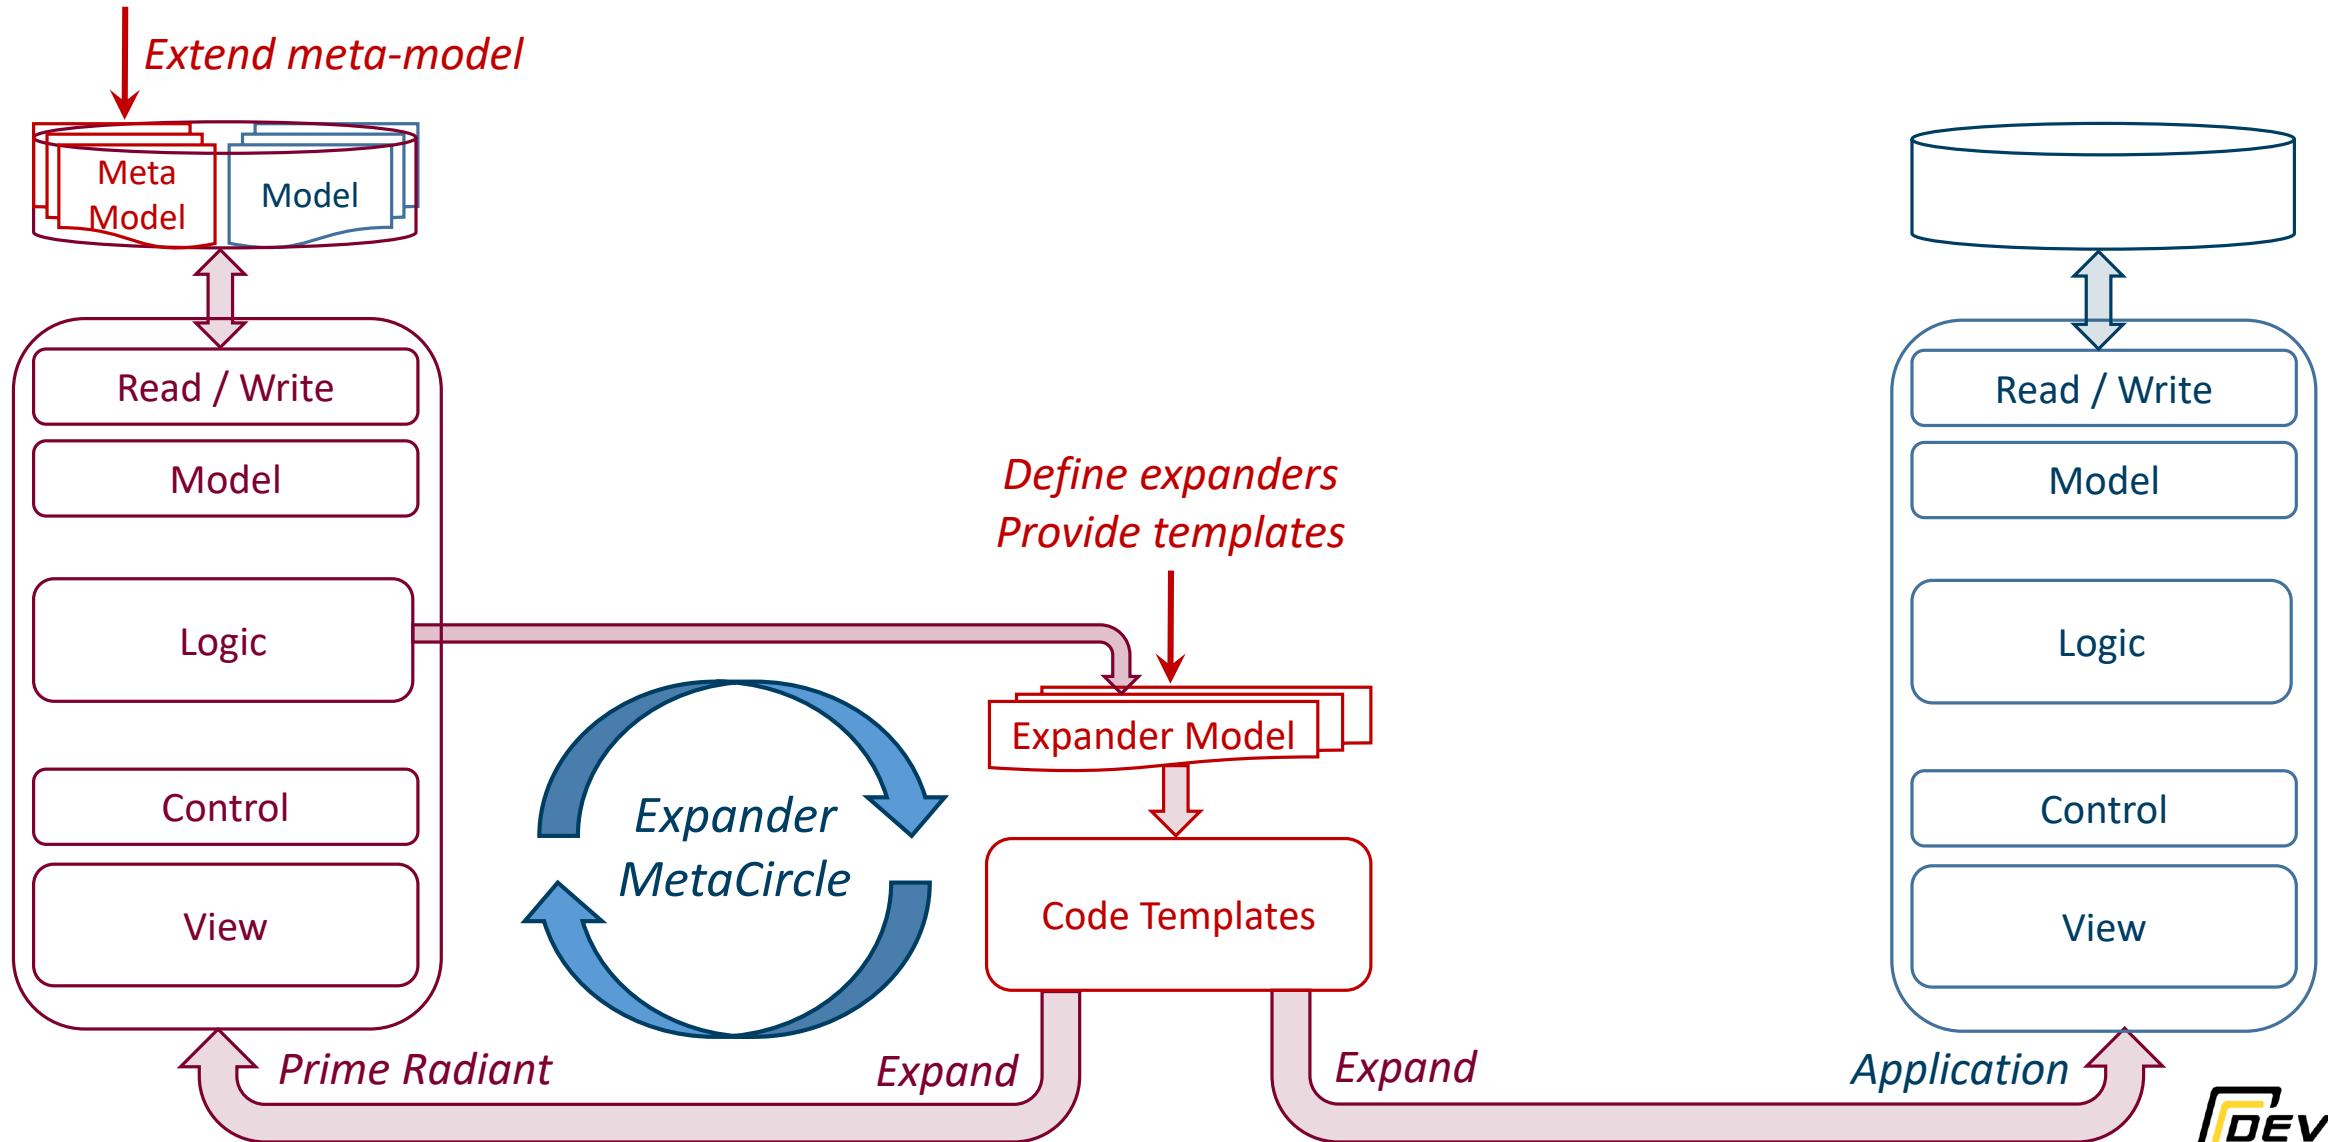 Extend meta-model
Meta
Model
Model
Read / Write
Model
Logic
Control
View
Prime Radiant
Expander
MetaCircle
Define expanders
Provide templates
Expander Model
Code Templates
Expand
Expand
Read / Write
Model
Logic
Control
View
Application
DEV